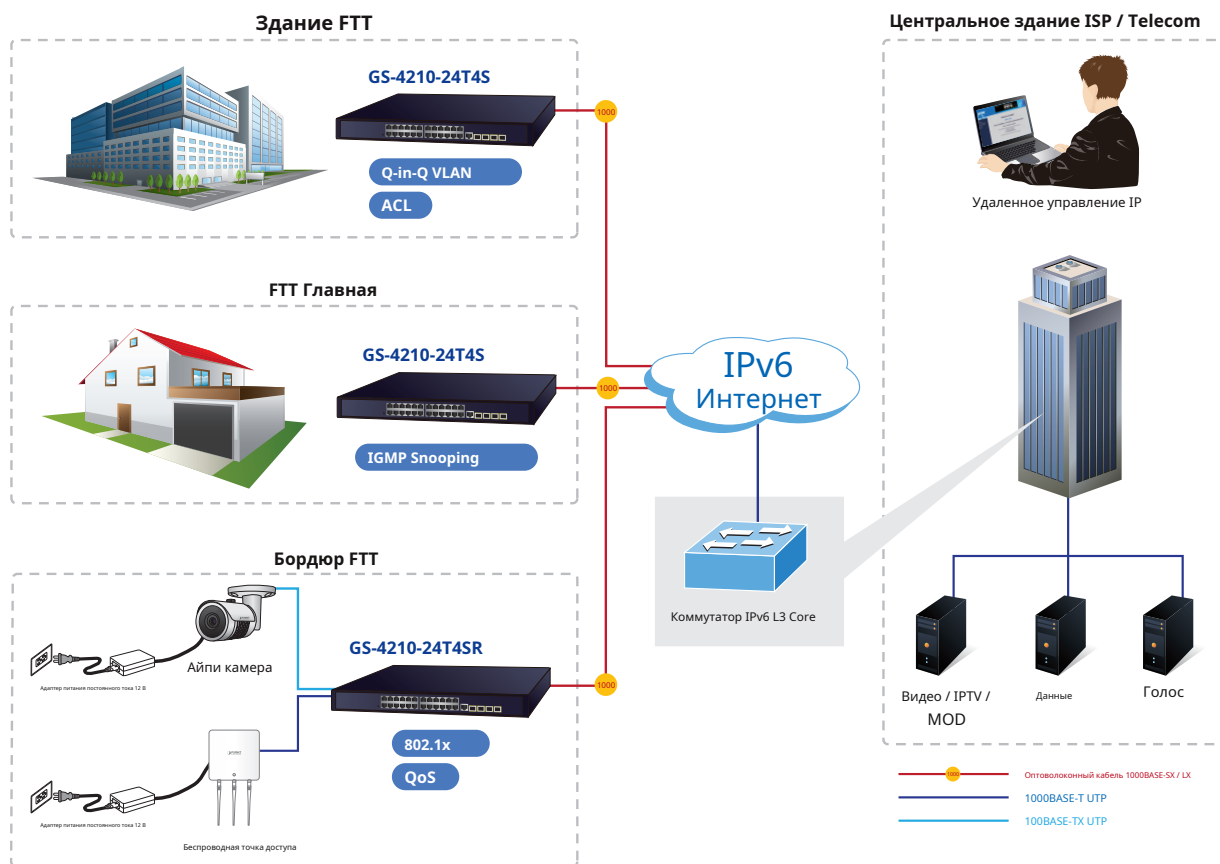 Здание FTT
GS-4210-24T4S
1000
Q-in-Q VLAN
ACL
FTT Главная
GS-4210-24T4S
1000
IGMP Snooping
Бордюр FTT
Айпи камера
Адаптер питания постоянного тока 12 В
GS-4210-24T4SR
1000
802.1x
QoS
Адаптер питания постоянного тока 12 В
Беспроводная точка доступа
IPv6
Интернет
Коммутатор IPv6 L3 Core
Центральное здание ISP / Telecom
Удаленное управление IP
Видео / IPTV /
MOD
Данные
Голос
1000
Оптоволоконный кабель 1000BASE-SX / LX
1000BASE-T UTP
100BASE-TX UTP